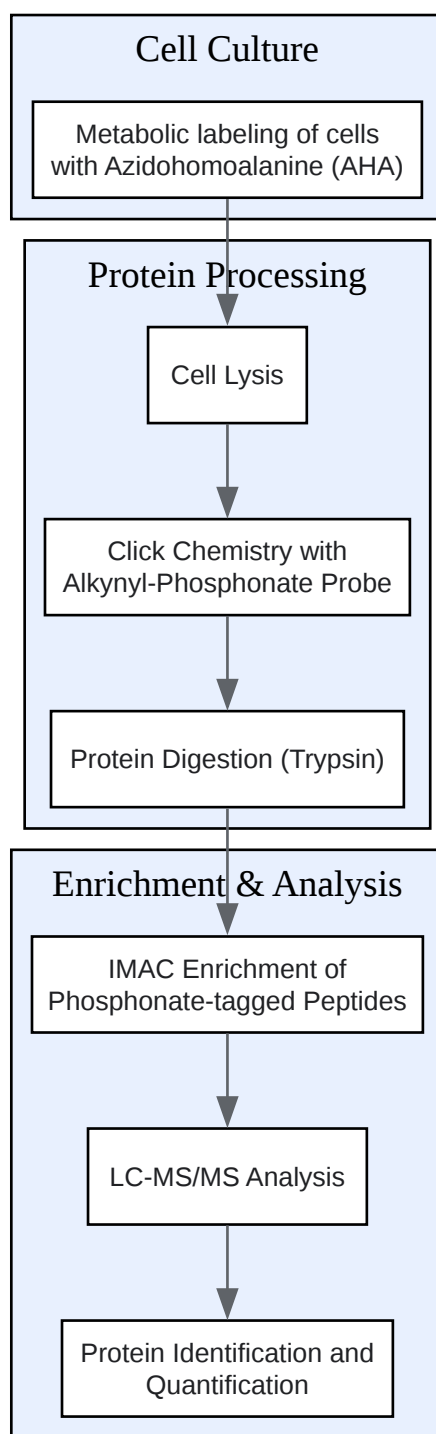 Cell Culture
Metabolic labeling of cells
with Azidohomoalanine (AHA)
Protein Processing
Cell Lysis
Click Chemistry with
Alkynyl-Phosphonate Probe
Protein Digestion (Trypsin)
Enrichment & Analysis
IMAC Enrichment of
Phosphonate-tagged Peptides
LC-MS/MS Analysis
Protein Identification and
Quantification